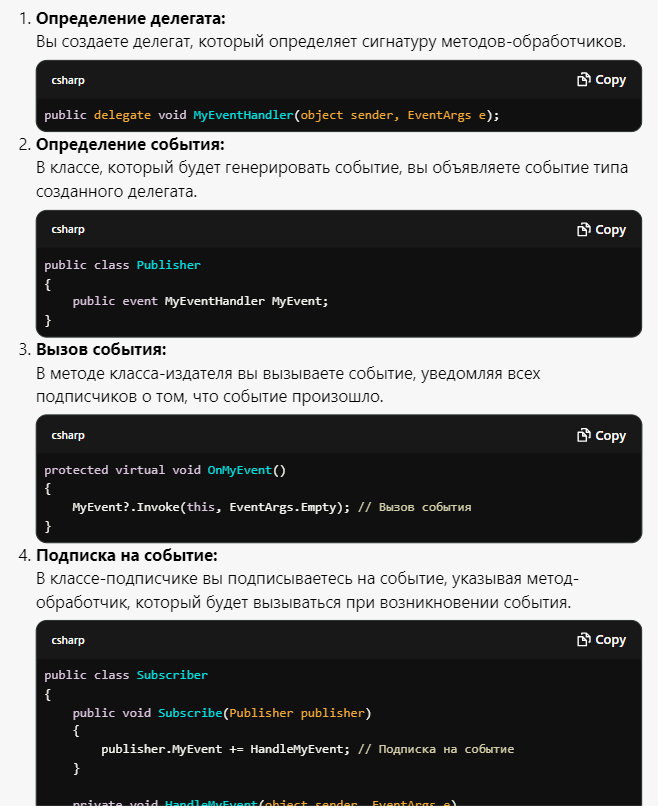 1. Определение делегата:
Вы создаете делегат, который определяет сигнатуру методов-обработчиков.
csharp Copy
public delegate void MyEventHandler(object sender, EventArgs e);
2. Определение события:
В классе, который будет генерировать событие, вы объявляете событие типа
созданного делегата.
csharp Copy
public class Publisher
{
    public event MyEventHandler MyEvent;
}
3. Вызов события:
В методе класса-издателя вы вызываете событие, уведомляя всех
подписчиков о том, что событие произошло.
csharp Copy
protected virtual void OnMyEvent()
{
    MyEvent?.Invoke(this, EventArgs.Empty); // Вызов события
}
4. Подписка на событие:
В классе-подписчике вы подписываетесь на событие, указывая метод-
обработчик, который будет вызываться при возникновении события.
csharp Copy
public class Subscriber
{
    public void Subscribe(Publisher publisher)
    {
        publisher.MyEvent += HandleMyEvent; // Подписка на событие
    }
    private void HandleMyEvent(object sender, EventArgs e)